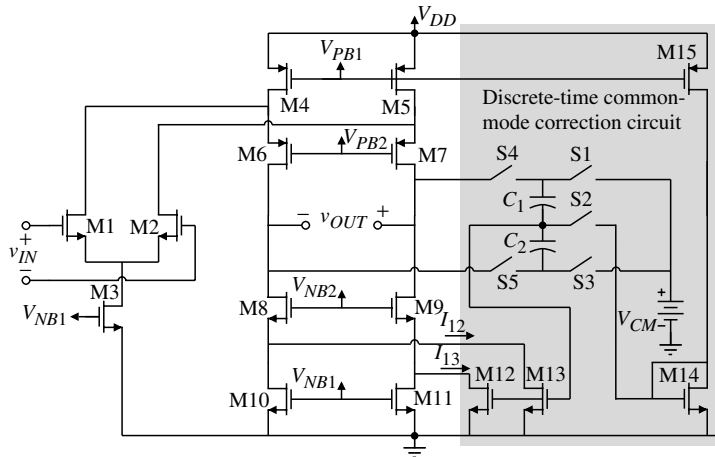 V_DD
V_PB1
M15
M4
M5
Discrete-time common-
mode correction circuit
M6
V_PB2
M7
S4
S1
M1
M2
C_1
S2
v_IN
+
−
−
v_OUT
+
C_2
S5
S3
M3
V_NB1
M8
V_NB2
M9
I_12
V_CM
+
−
I_13
V_NB1
M12
M13
M14
M10
M11